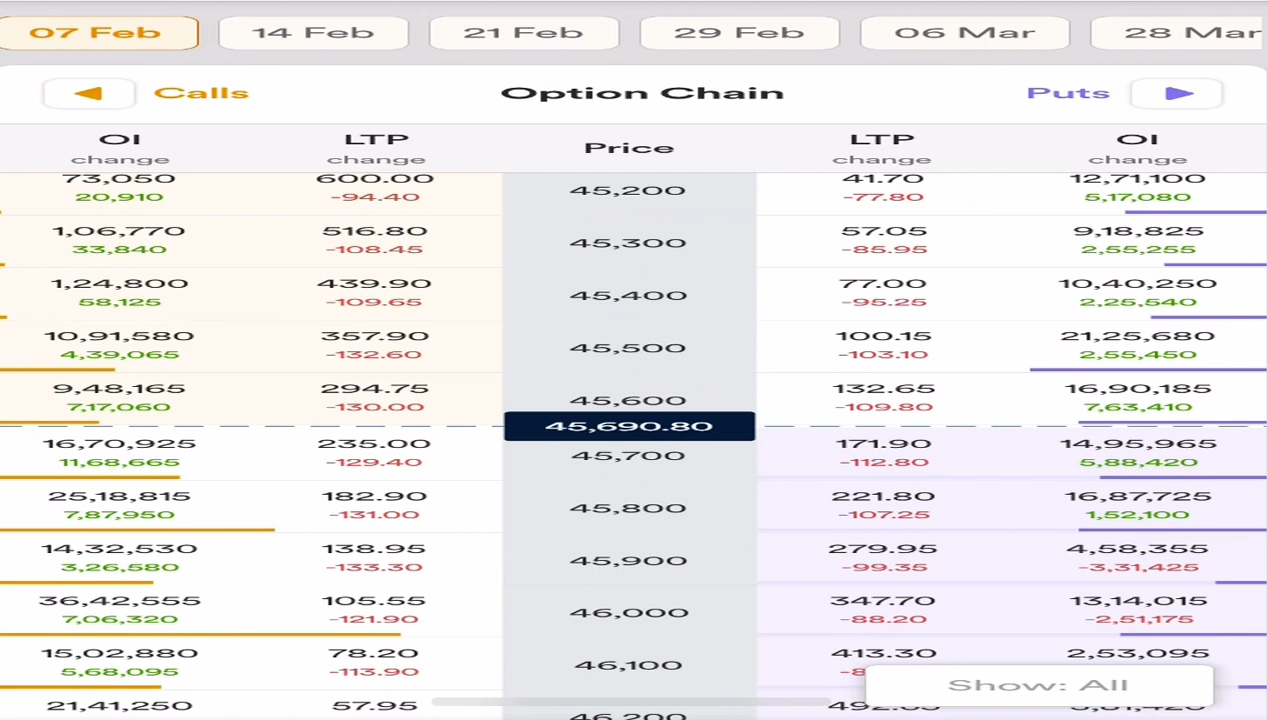 07 Feb 14 Feb 21 Feb 29 Feb 06 Mar 28 Mar
◀ Calls Option Chain Puts ▶
OI LTP Price LTP OI
change change change change
73,050 600.00 45,200 41.70 12,71,100
20,910 -94.40 -77.80 5,17,080
1,06,770 516.80 45,300 57.05 9,18,825
33,840 -108.45 -85.95 2,55,255
1,24,800 439.90 45,400 77.00 10,40,250
58,125 -109.65 -95.25 2,25,540
10,91,580 357.90 45,500 100.15 21,25,680
4,39,065 -132.60 -103.10 2,55,450
9,48,165 294.75 45,600 132.65 16,90,185
7,17,060 -130.00 -109.80 7,63,410
45,690.80
16,70,925 235.00 45,700 171.90 14,95,965
11,68,665 -129.40 -112.80 5,88,420
25,18,815 182.90 45,800 221.80 16,87,725
7,87,950 -131.00 -107.25 1,52,100
14,32,530 138.95 45,900 279.95 4,58,355
3,26,580 -133.30 -99.35 -3,31,425
36,42,555 105.55 46,000 347.70 13,14,015
7,06,320 -121.90 -88.20 -2,51,175
15,02,880 78.20 46,100 413.30 2,53,095
5,68,095 -113.90
Show: All
21,41,250 57.95 46,200